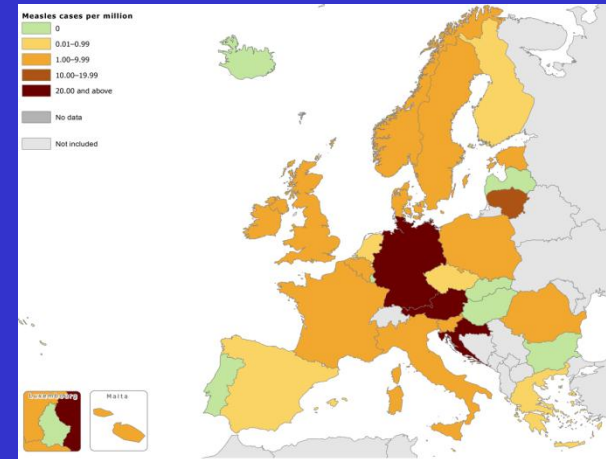 Measles cases per million
0
0.01–0.99
1.00–9.99
10.00–19.99
20.00 and above
No data
Not included
Luxembourg
Malta